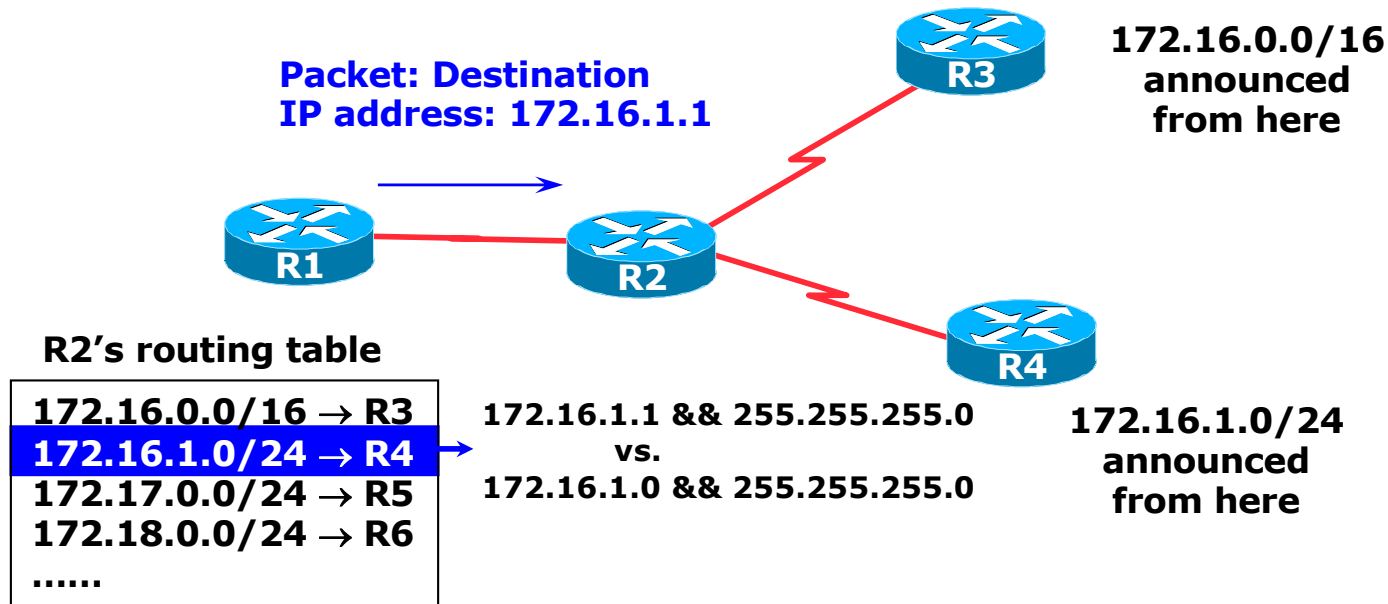 172.16.0.0/16
announced
from here
Packet: Destination
IP address: 172.16.1.1
R3
R1
R2
R4
R2’s routing table
172.16.0.0/16 → R3
172.16.1.0/24 → R4
172.17.0.0/24 → R5
172.18.0.0/24 → R6
......
172.16.1.1 && 255.255.255.0
vs.
172.16.1.0 && 255.255.255.0
172.16.1.0/24
announced
from here